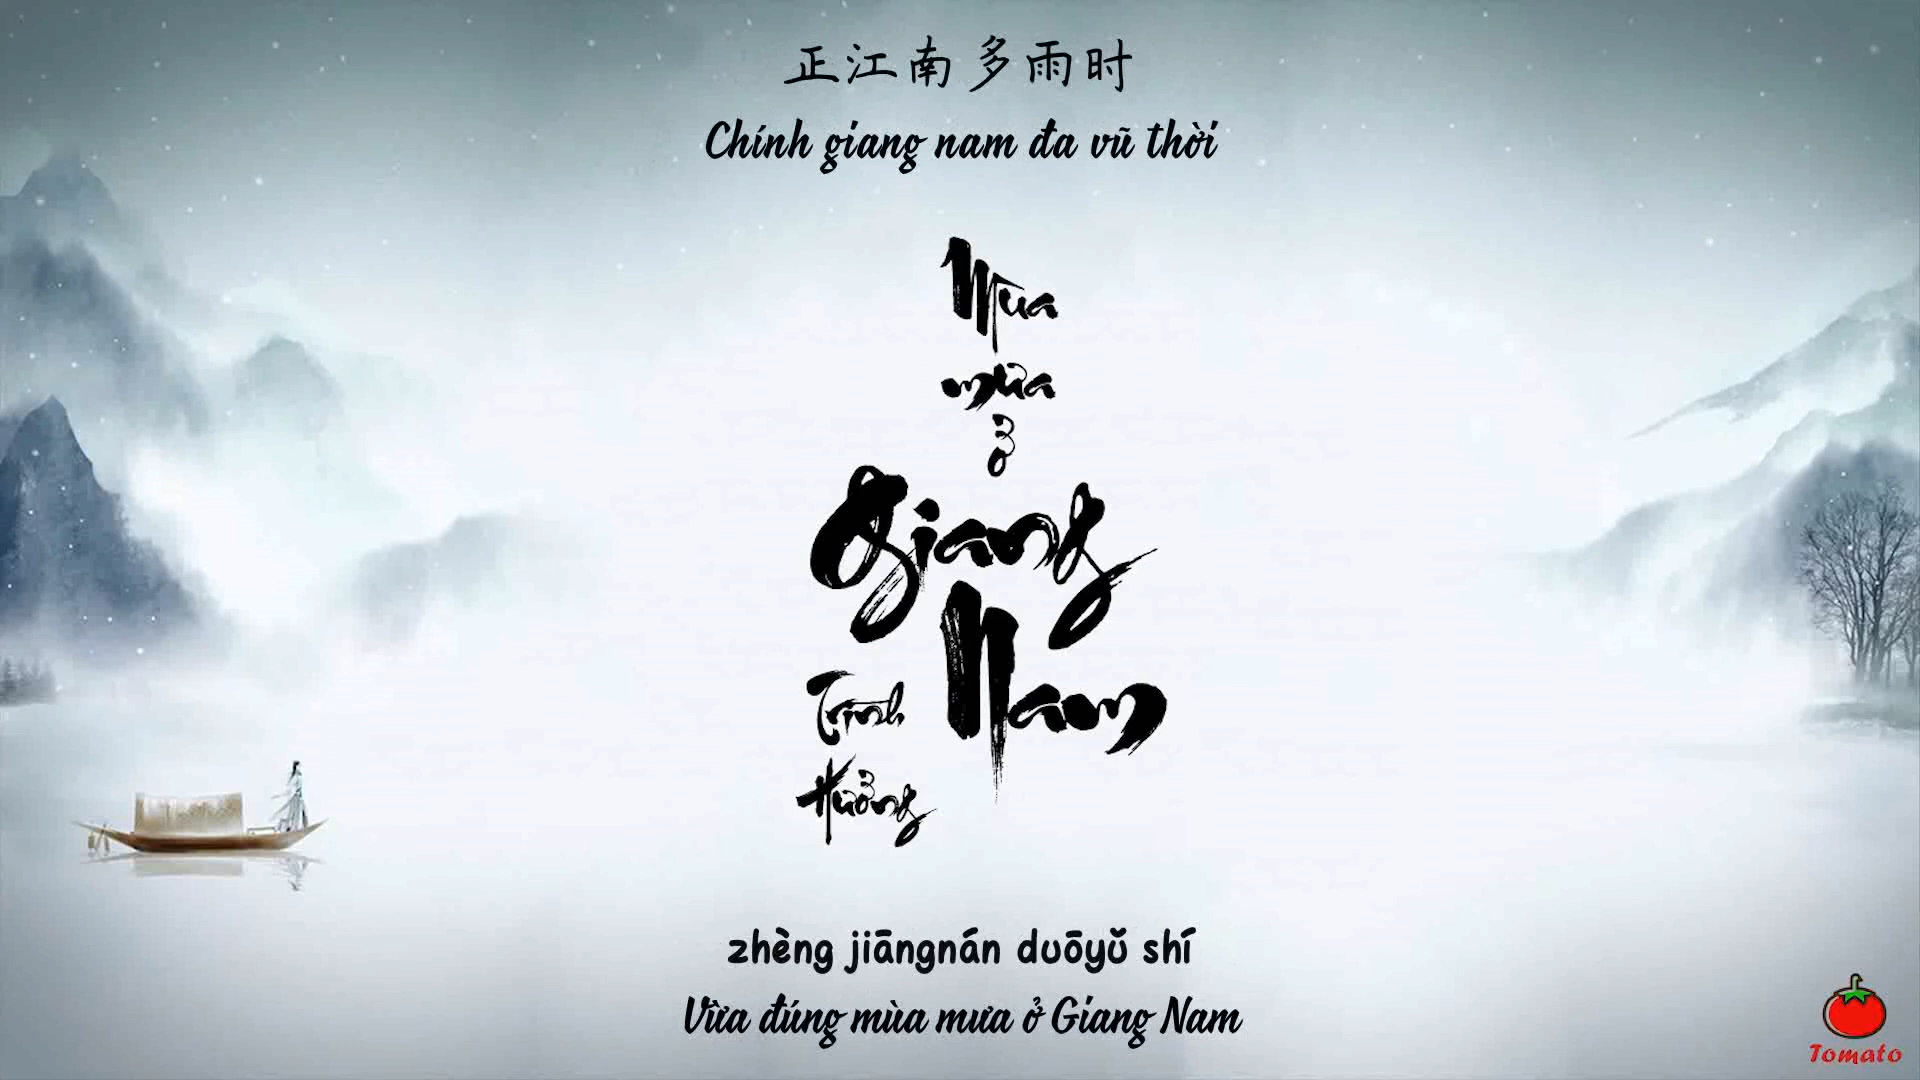 正江南多雨时
Chính giang nam đa vũ thời
Mùa
mưa
ở
Giang
Nam
Trình
Hưởng
zhèng jiāngnán duōyǔ shí
Vừa đúng mùa mưa ở Giang Nam
Tomato